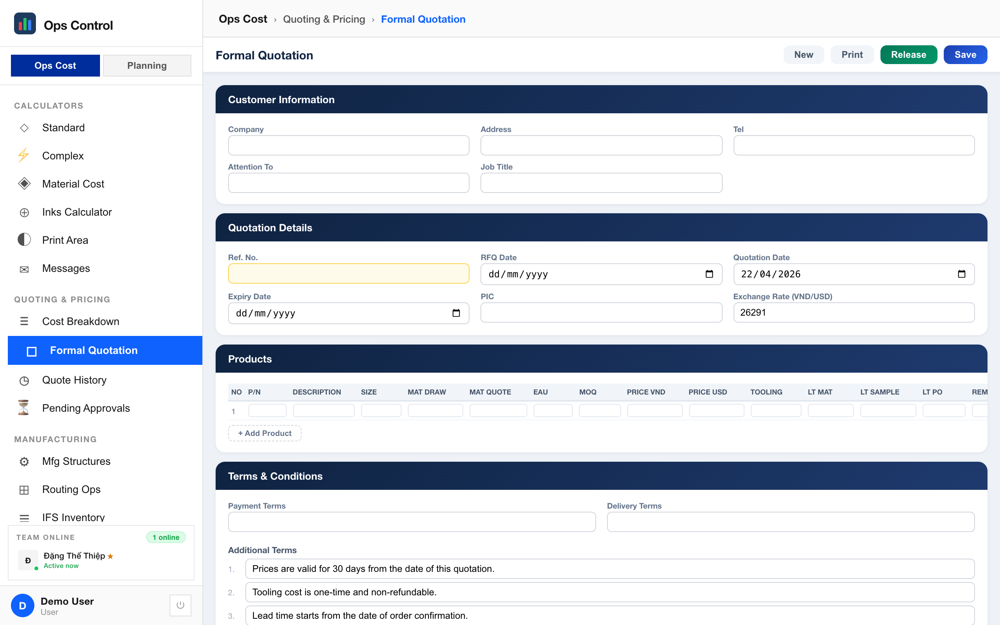 Ops Control
Ops Cost
Planning
CALCULATORS
Standard
Complex
Material Cost
Inks Calculator
Print Area
Messages
QUOTING & PRICING
Cost Breakdown
Formal Quotation
Quote History
Pending Approvals
MANUFACTURING
Mfg Structures
Routing Ops
IFS Inventory
TEAM ONLINE
1 online
Đ
Đặng Thế Thiệp ★
Active now
D
Demo User
User
Ops Cost › Quoting & Pricing › Formal Quotation
Formal Quotation
New
Print
Release
Save
Customer Information
Company
Address
Tel
Attention To
Job Title
Quotation Details
Ref. No.
RFQ Date
dd/mm/yyyy
Quotation Date
22/04/2026
Expiry Date
dd/mm/yyyy
PIC
Exchange Rate (VND/USD)
26291
Products
NO P/N DESCRIPTION SIZE MAT DRAW MAT QUOTE EAU MOQ PRICE VND PRICE USD TOOLING LT MAT LT SAMPLE LT PO REM
1
+ Add Product
Terms & Conditions
Payment Terms
Delivery Terms
Additional Terms
1. Prices are valid for 30 days from the date of this quotation.
2. Tooling cost is one-time and non-refundable.
3. Lead time starts from the date of order confirmation.